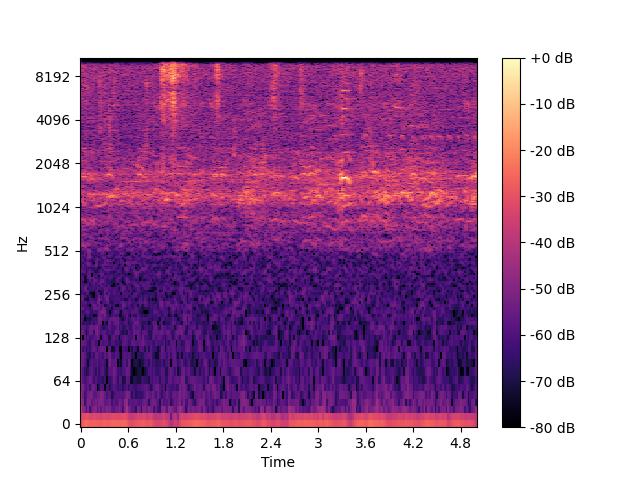 8192
4096
2048
1024
512
256
128
64
0
Hz
0 0.6 1.2 1.8 2.4 3 3.6 4.2 4.8
Time
+0 dB
-10 dB
-20 dB
-30 dB
-40 dB
-50 dB
-60 dB
-70 dB
-80 dB